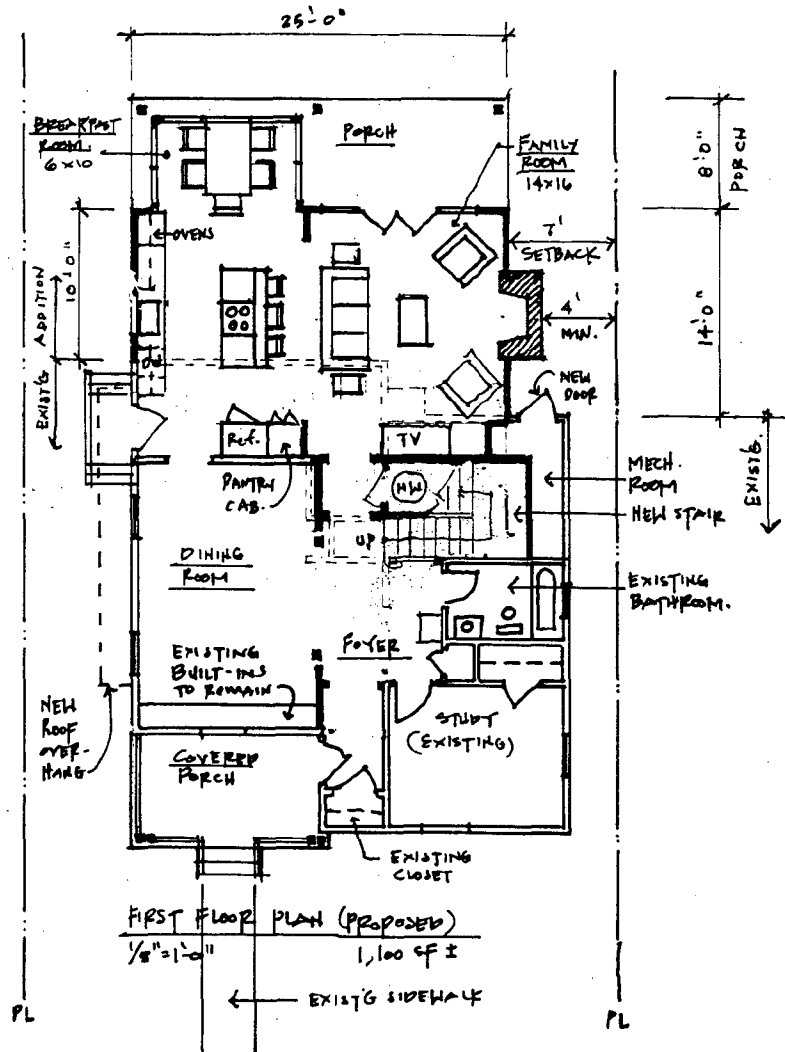 25'-0"
BREAKFAST
ROOM
6 x 10
PORCH
FAMILY
ROOM
14x16
8'0"
PORCH
OVENS
7'
SETBACK
10'0"
ADDITION
EXIST'G
4'
MIN.
14'0"
DW
NEW
DOOR
Ref.
TV
EXIST'G.
PANTRY
CAB.
HW
MECH.
ROOM
NEW STAIR
UP
DINING
ROOM
EXISTING
BATHROOM.
FOYER
EXISTING
BUILT-INS
TO REMAIN
NEW
ROOF
OVER-
HANG
STUDY
(EXISTING)
COVERED
PORCH
EXISTING
CLOSET
FIRST FLOOR PLAN (PROPOSED)
1/8"=1'-0"
1,100 SF ±
EXIST'G SIDEWALK
PL
PL